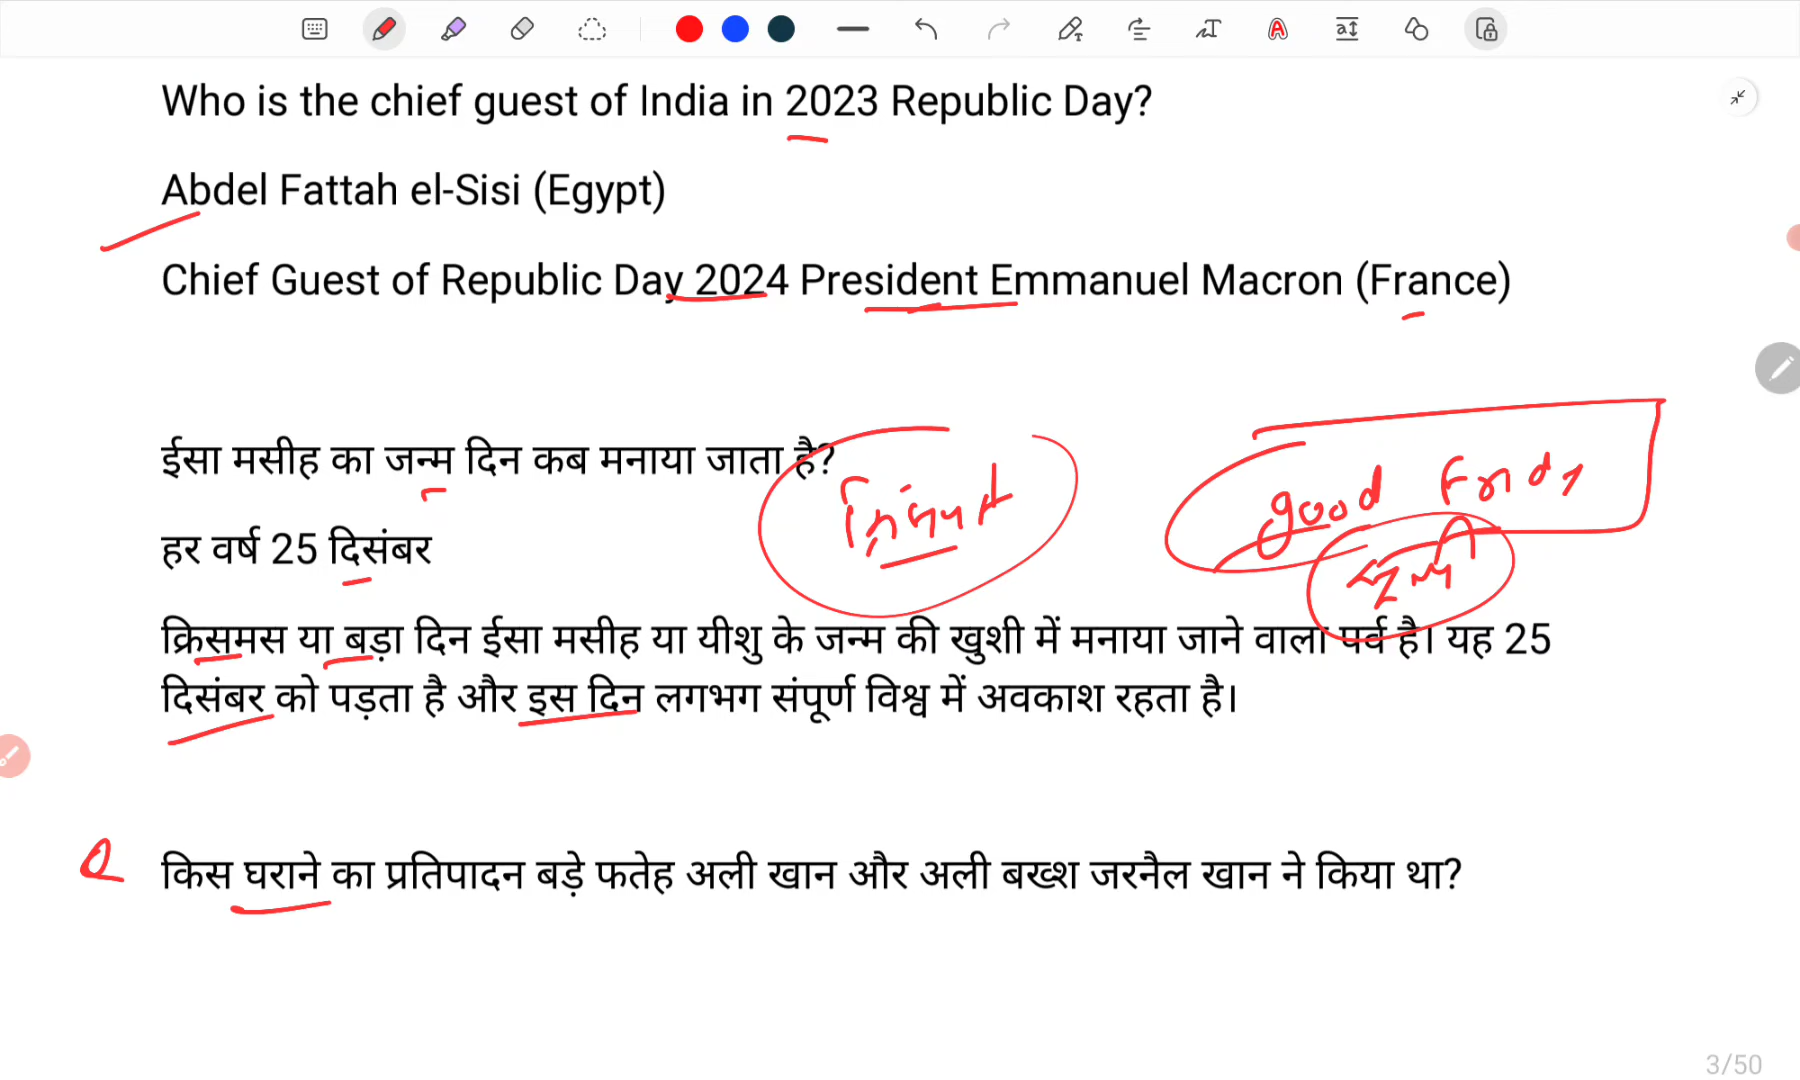 Who is the chief guest of India in 2023 Republic Day?
Abdel Fattah el-Sisi (Egypt)
Chief Guest of Republic Day 2024 President Emmanuel Macron (France)
ईसा मसीह का जन्म दिन कब मनाया जाता है?
good
हर वर्ष 25 दिसंबर
क्रिसमस या बड़ा दिन ईसा मसीह या यीशु के जन्म की खुशी में मनाया जाने वाला पर्व है। यह 25
दिसंबर को पड़ता है और इस दिन लगभग संपूर्ण विश्व में अवकाश रहता है।
Q किस घराने का प्रतिपादन बड़े फतेह अली खान और अली बख्श जरनैल खान ने किया था?
3/50